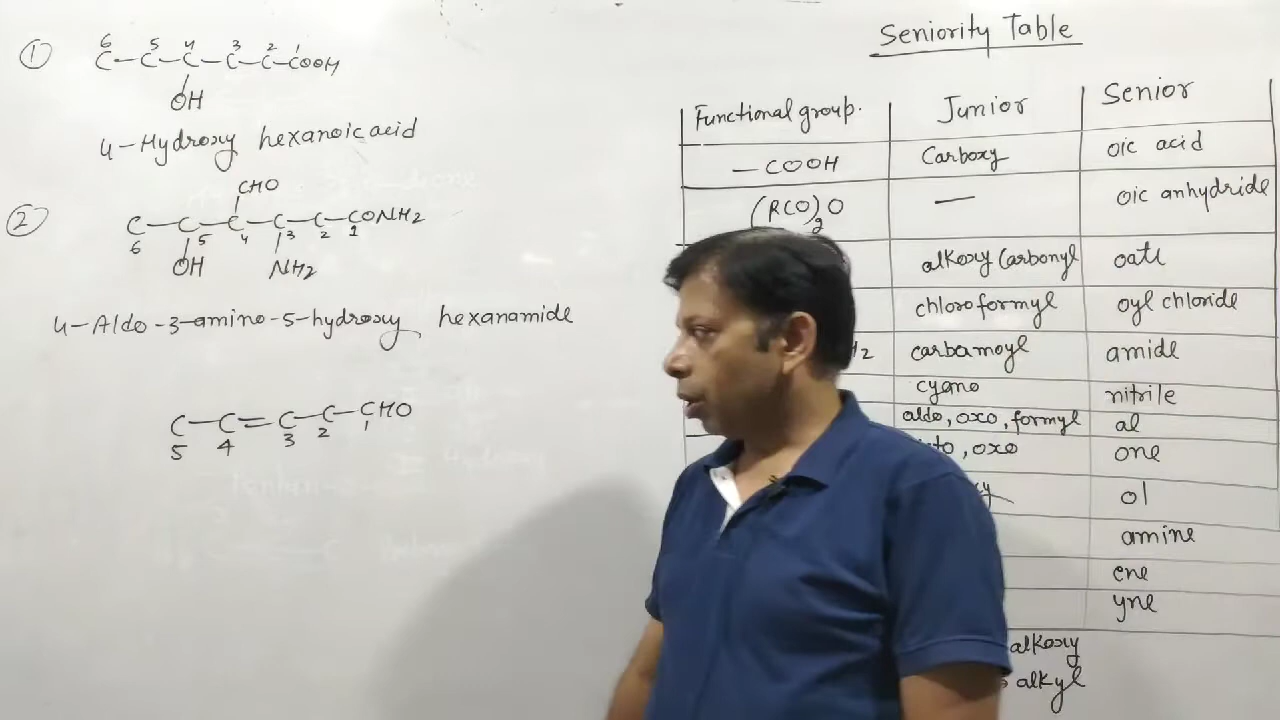 ①
6 5 4 3 2 1
C-C-C-C-C-COOH
OH
4-Hydroxy hexanoic acid
②
CHO
C-C-C-C-C-CONH2
6 5 4 3 2 1
OH NH2
4-Aldo-3-amino-5-hydroxy hexanamide
C-C=C-C-CHO
5 4 3 2 1
Seniority Table
Functional group. Junior Senior
-COOH Carboxy oic acid
(RCO)2O — oic anhydride
alkoxy Carbonyl oate
chloroformyl oyl chloride
carbamoyl amide
cyano nitrile
aldo, oxo, formyl al
, oxo one
ol
amine
ene
yne
alkoxy
alkyl